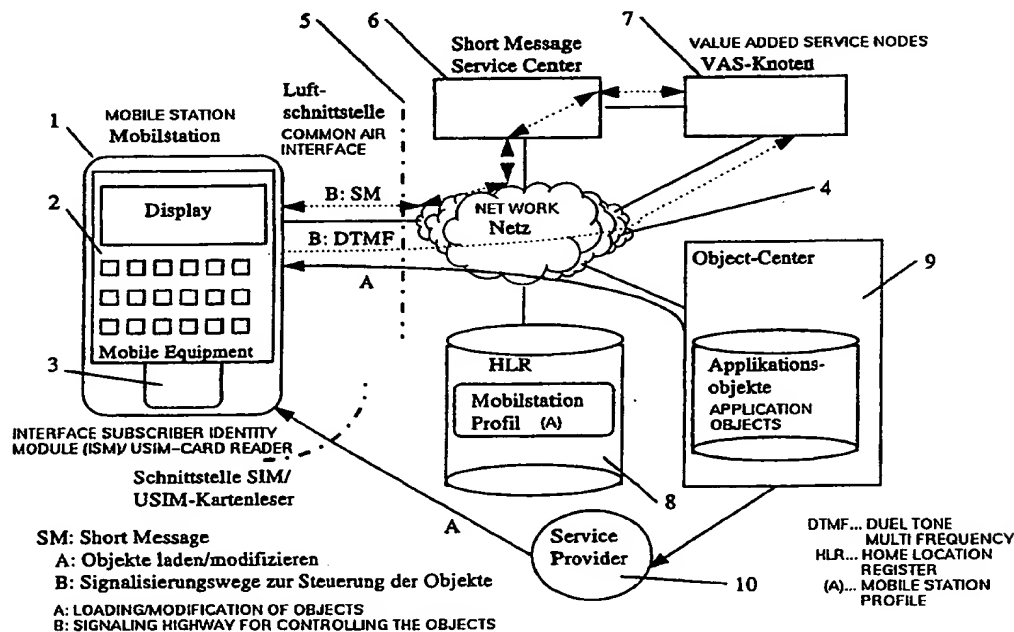 5
6
7
Short Message
Service Center
VALUE ADDED SERVICE NODES
VAS-Knoten
Luft-
schnittstelle
COMMON AIR
INTERFACE
MOBILE STATION
Mobilstation
1
2
Display
B: SM
B: DTMF
A
NET WORK
Netz
4
Object-Center
9
Mobile Equipment
3
HLR
Mobilstation
Profil (A)
Applikations-
objekte
APPLICATION
OBJECTS
INTERFACE SUBSCRIBER IDENTITY
MODULE (ISM)/ USIM-CARD READER
Schnittstelle SIM/
USIM-Kartenleser
8
A
Service
Provider
10
SM: Short Message
A: Objekte laden/modifizieren
B: Signalisierungswege zur Steuerung der Objekte
A: LOADING/MODIFICATION OF OBJECTS
B: SIGNALING HIGHWAY FOR CONTROLLING THE OBJECTS
DTMF... DUEL TONE
MULTI FREQUENCY
HLR... HOME LOCATION
REGISTER
(A)... MOBILE STATION
PROFILE